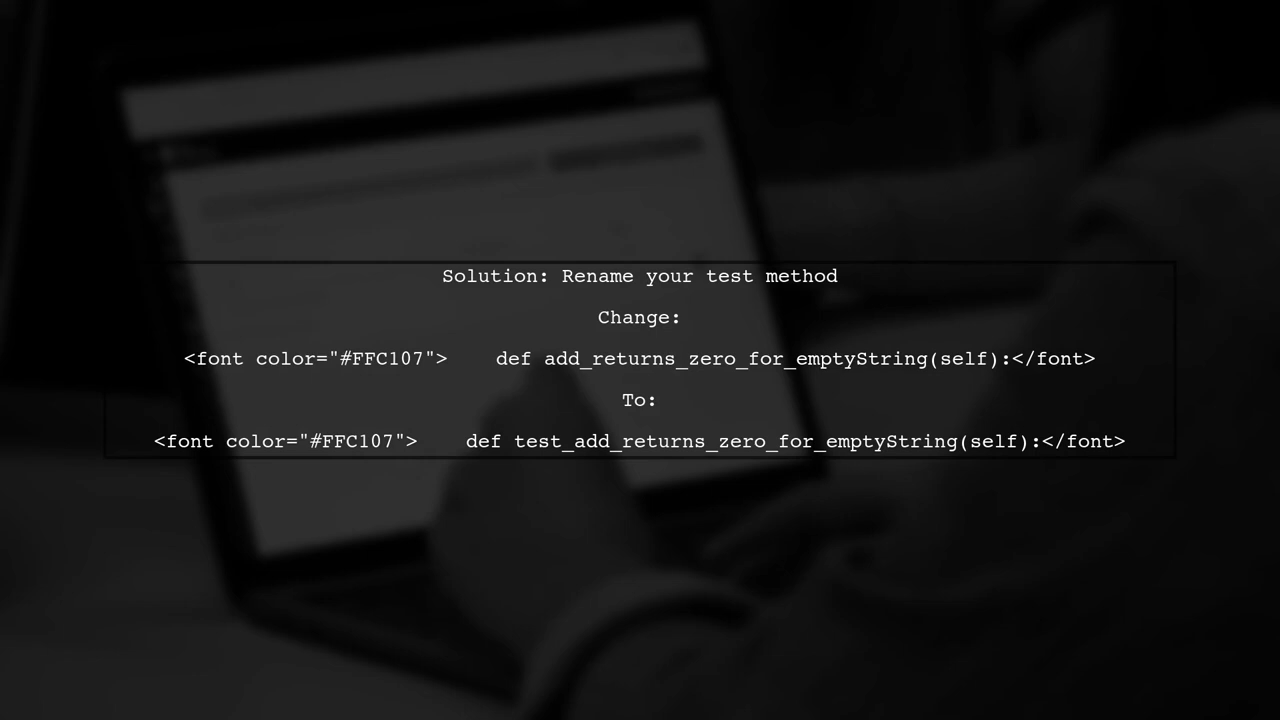 Solution: Rename your test method
Change:
<font color="#FFC107">    def add_returns_zero_for_emptyString(self):</font>
To:
<font color="#FFC107">    def test_add_returns_zero_for_emptyString(self):</font>